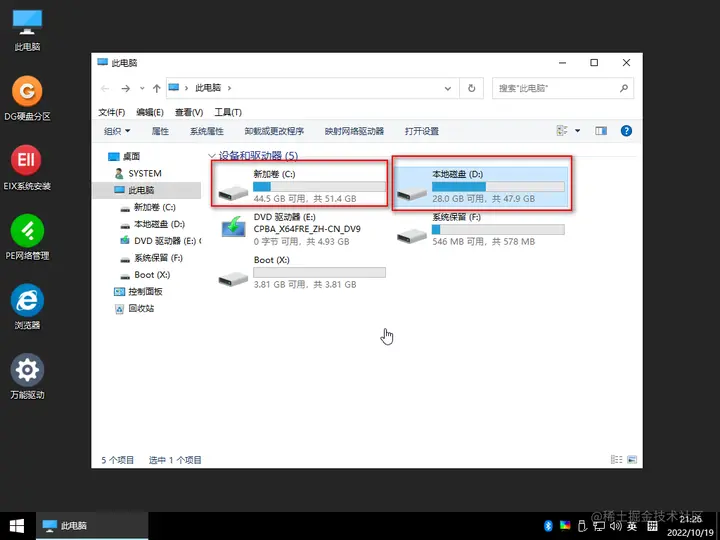 此电脑
DG硬盘分区
EIX系统安装
PE网络管理
浏览器
万能驱动
此电脑
此电脑
搜索"此电脑"
文件(F) 编辑(E) 查看(V) 工具(T)
组织 属性 系统属性 卸载或更改程序 映射网络驱动器 打开设置
桌面
SYSTEM
此电脑
新加卷 (C:)
本地磁盘 (D:)
DVD 驱动器 (E:) C
系统保留 (F:)
Boot (X:)
控制面板
回收站
设备和驱动器 (5)
新加卷 (C:)
44.5 GB 可用，共 51.4 GB
本地磁盘 (D:)
28.0 GB 可用，共 47.9 GB
DVD 驱动器 (E:)
CPBA_X64FRE_ZH-CN_DV9
0 字节 可用，共 4.93 GB
系统保留 (F:)
546 MB 可用，共 578 MB
Boot (X:)
3.81 GB 可用，共 3.81 GB
5 个项目 选中 1 个项目
此电脑
英
@稀土掘金技术社区
21:26
2022/10/19